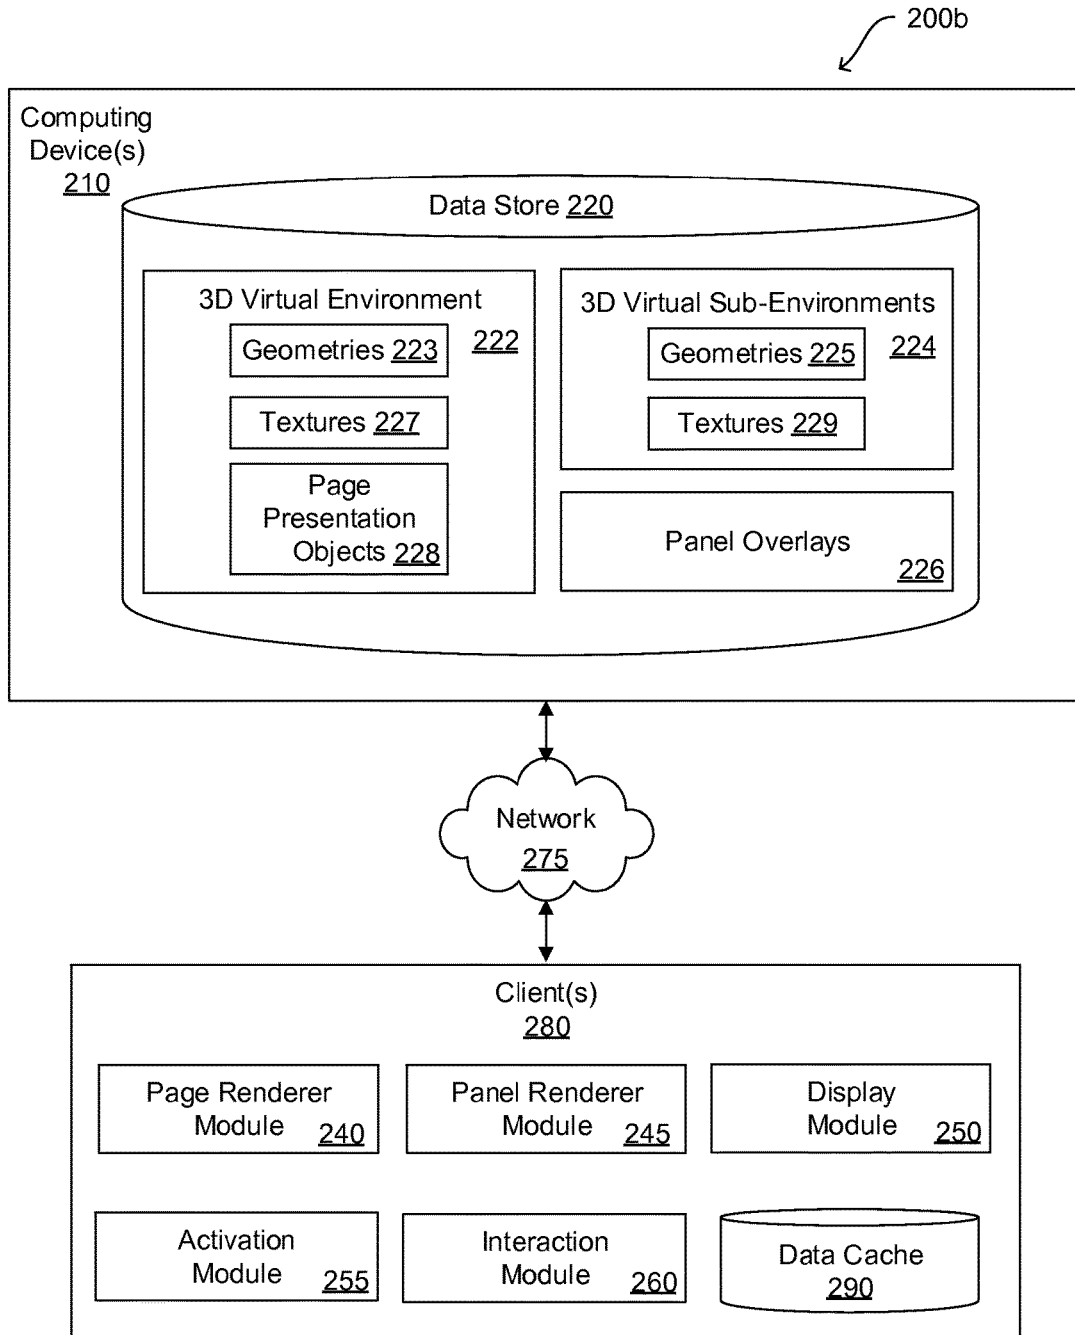 200b
Computing
Device(s)
210
Data Store 220
3D Virtual Environment
222
Geometries 223
Textures 227
Page
Presentation
Objects 228
3D Virtual Sub-Environments
224
Geometries 225
Textures 229
Panel Overlays
226
Network
275
Client(s)
280
Page Renderer
Module 240
Panel Renderer
Module 245
Display
Module 250
Activation
Module 255
Interaction
Module 260
Data Cache
290